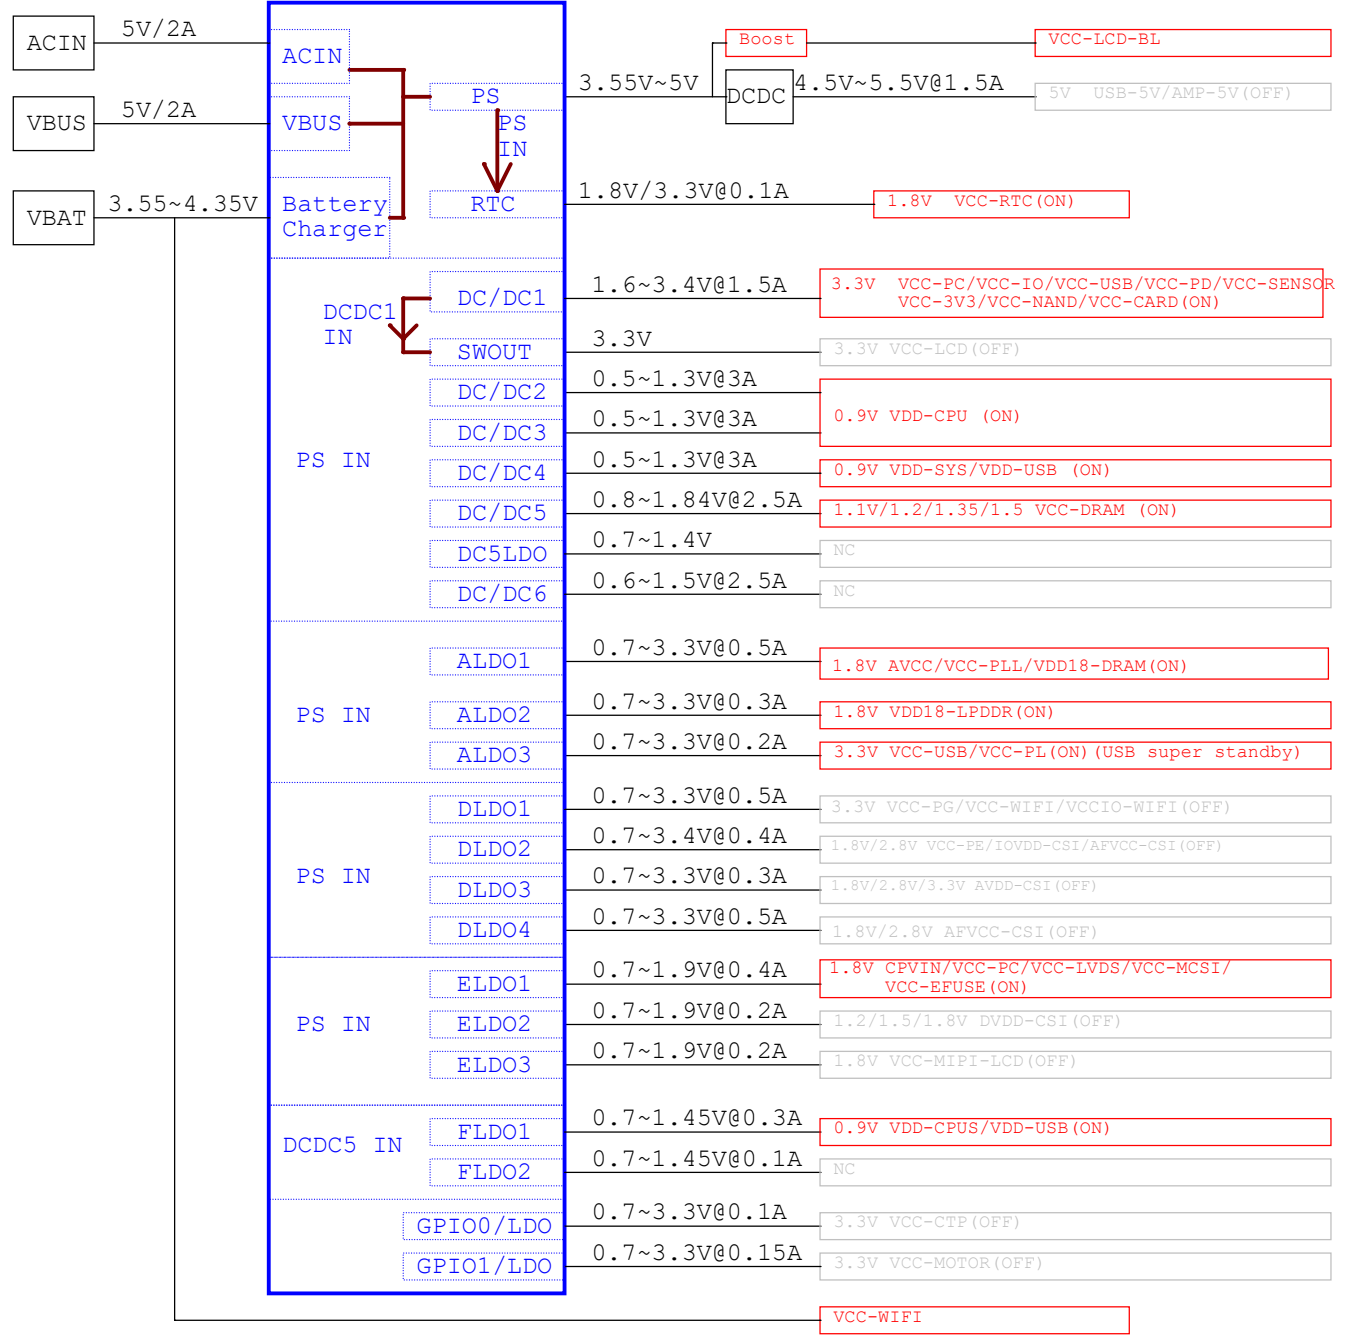 ACIN
5V/2A
ACIN
VBUS
5V/2A
VBUS
VBAT
3.55~4.35V
Battery
Charger
PS
PS
IN
RTC
3.55V~5V
Boost
VCC-LCD-BL
DCDC
4.5V~5.5V@1.5A
5V USB-5V/AMP-5V(OFF)
1.8V/3.3V@0.1A
1.8V VCC-RTC(ON)
DCDC1
IN
PS IN
DC/DC1
1.6~3.4V@1.5A
3.3V VCC-PC/VCC-IO/VCC-USB/VCC-PD/VCC-SENSOR
VCC-3V3/VCC-NAND/VCC-CARD(ON)
SWOUT
3.3V
3.3V VCC-LCD(OFF)
DC/DC2
0.5~1.3V@3A
DC/DC3
0.5~1.3V@3A
0.9V VDD-CPU (ON)
DC/DC4
0.5~1.3V@3A
0.9V VDD-SYS/VDD-USB (ON)
DC/DC5
0.8~1.84V@2.5A
1.1V/1.2/1.35/1.5 VCC-DRAM (ON)
DC5LDO
0.7~1.4V
NC
DC/DC6
0.6~1.5V@2.5A
NC
PS IN
ALDO1
0.7~3.3V@0.5A
1.8V AVCC/VCC-PLL/VDD18-DRAM(ON)
ALDO2
0.7~3.3V@0.3A
1.8V VDD18-LPDDR(ON)
ALDO3
0.7~3.3V@0.2A
3.3V VCC-USB/VCC-PL(ON)(USB super standby)
PS IN
DLDO1
0.7~3.3V@0.5A
3.3V VCC-PG/VCC-WIFI/VCCIO-WIFI(OFF)
DLDO2
0.7~3.4V@0.4A
1.8V/2.8V VCC-PE/IOVDD-CSI/AFVCC-CSI(OFF)
DLDO3
0.7~3.3V@0.3A
1.8V/2.8V/3.3V AVDD-CSI(OFF)
DLDO4
0.7~3.3V@0.5A
1.8V/2.8V AFVCC-CSI(OFF)
PS IN
ELDO1
0.7~1.9V@0.4A
1.8V CPVIN/VCC-PC/VCC-LVDS/VCC-MCSI/
VCC-EFUSE(ON)
ELDO2
0.7~1.9V@0.2A
1.2/1.5/1.8V DVDD-CSI(OFF)
ELDO3
0.7~1.9V@0.2A
1.8V VCC-MIPI-LCD(OFF)
DCDC5 IN
FLDO1
0.7~1.45V@0.3A
0.9V VDD-CPUS/VDD-USB(ON)
FLDO2
0.7~1.45V@0.1A
NC
GPIO0/LDO
0.7~3.3V@0.1A
3.3V VCC-CTP(OFF)
GPIO1/LDO
0.7~3.3V@0.15A
3.3V VCC-MOTOR(OFF)
VCC-WIFI